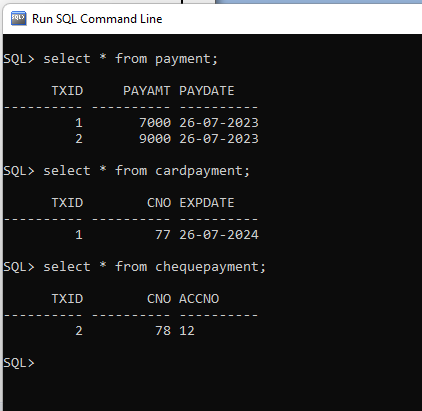 Run SQL Command Line
SQL> select * from payment;
TXID PAYAMT PAYDATE
---------- ---------- ----------
1 7000 26-07-2023
2 9000 26-07-2023
SQL> select * from cardpayment;
TXID CNO EXPDATE
---------- ---------- ----------
1 77 26-07-2024
SQL> select * from chequepayment;
TXID CNO ACCNO
---------- ---------- ----------
2 78 12
SQL>